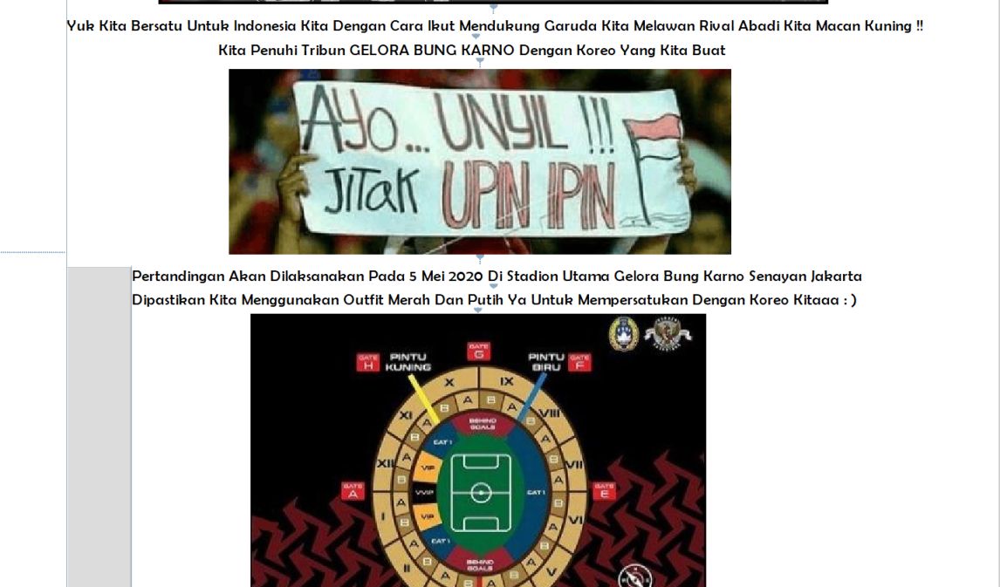 Yuk Kita Bersatu Untuk Indonesia Kita Dengan Cara Ikut Mendukung Garuda Kita Melawan Rival Abadi Kita Macan Kuning !!
Kita Penuhi Tribun GELORA BUNG KARNO Dengan Koreo Yang Kita Buat
AYO... UNYIL !!!
JITAK UPIN IPIN
Pertandingan Akan Dilaksanakan Pada 5 Mei 2020 Di Stadion Utama Gelora Bung Karno Senayan Jakarta
Dipastikan Kita Menggunakan Outfit Merah Dan Putih Ya Untuk Mempersatukan Dengan Koreo Kitaaa : )
GATE H
PINTU KUNING
GATE G
PINTU BIRU
GATE F
X
IX
A
B
B
A
XI
VIII
A
B
BEHIND GOALS
B
A
CAT 1
XII
A
B
VII
VIP
B
A
GATE A
VVIP
CAT 1
GATE E
A
B
I
VIP
VI
B
A
CAT 1
A
B
II
B
BEHIND GOALS
A
V
A
B
A
B